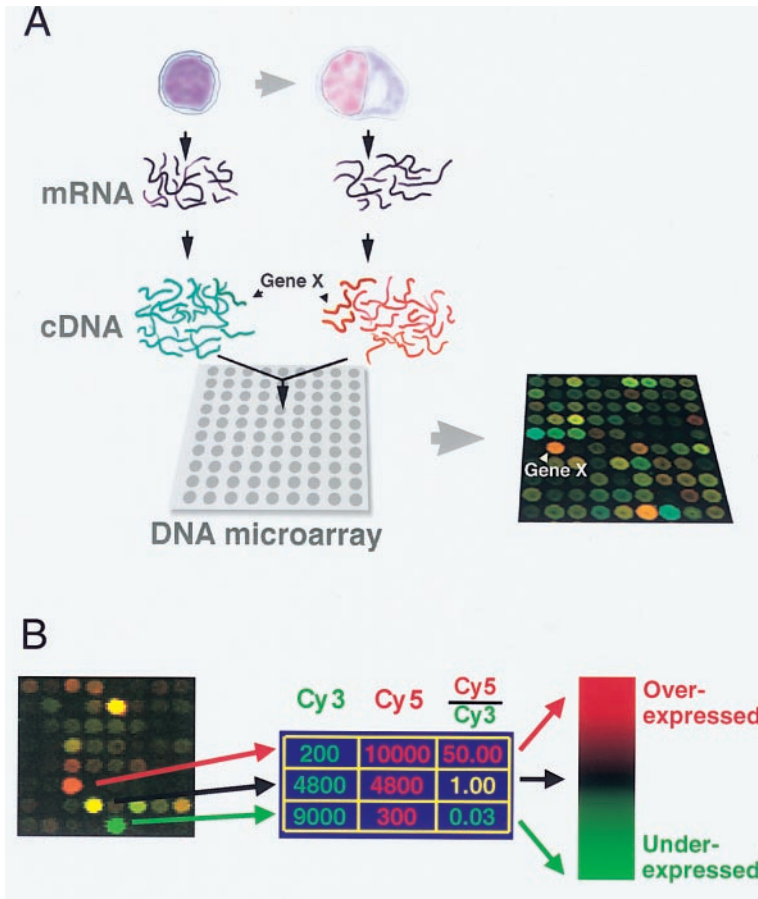 A
mRNA
Gene X
cDNA
Gene X
DNA microarray
B
Cy3 Cy5 Cy5
Cy3
200 10000 50.00
4800 4800 1.00
9000 300 0.03
Over-
expressed
Under-
expressed